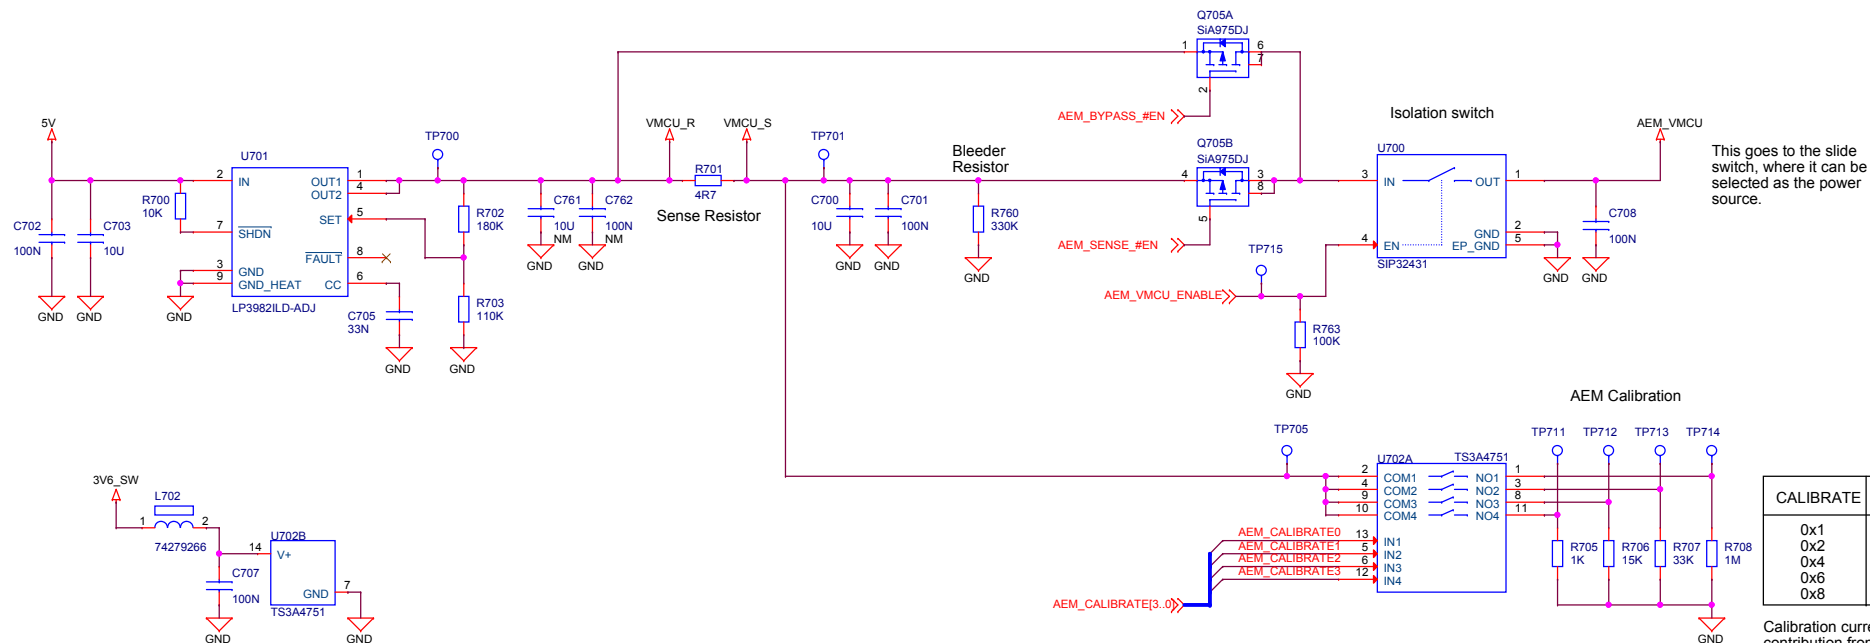 Q705A
SiA975DJ
1
6
7
2
AEM_BYPASS_#EN
Isolation switch
5V
VMCU_R
VMCU_S
AEM_VMCU
TP700
TP701
U701
Bleeder
Resistor
Q705B
SiA975DJ
U700
This goes to the slide
switch, where it can be
selected as the power
source.
2
IN
OUT1
1
OUT2
4
R701
4R7
Sense Resistor
4
3
8
5
3
IN
OUT
1
R700
10K
SET
5
R702
180K
C761
10U
NM
C762
100N
NM
C700
10U
C701
100N
R760
330K
C708
100N
C702
100N
C703
10U
7
SHDN
FAULT
8
GND
2
EP_GND
5
4
EN
SIP32431
AEM_SENSE_#EN
TP715
3
GND
9
GND_HEAT
CC
6
LP3982ILD-ADJ
GND
GND
GND
GND
GND
GND
GND
GND
GND
GND
AEM_VMCU_ENABLE
C705
33N
R703
110K
R763
100K
GND
GND
GND
AEM Calibration
TP705
TP711
TP712
TP713
TP714
U702A
TS3A4751
2
COM1
NO1
1
4
COM2
NO2
3
9
COM3
NO3
8
10
COM4
NO4
11
3V6_SW
L702
1
2
74279266
U702B
14
V+
C707
100N
GND
7
TS3A4751
GND
GND
AEM_CALIBRATE0
13
IN1
AEM_CALIBRATE1
5
IN2
AEM_CALIBRATE2
6
IN3
AEM_CALIBRATE3
12
IN4
AEM_CALIBRATE[3..0]
R705
1K
R706
15K
R707
33K
R708
1M
GND
CALIBRATE
0x1
0x2
0x4
0x6
0x8
Calibration curre
contribution from